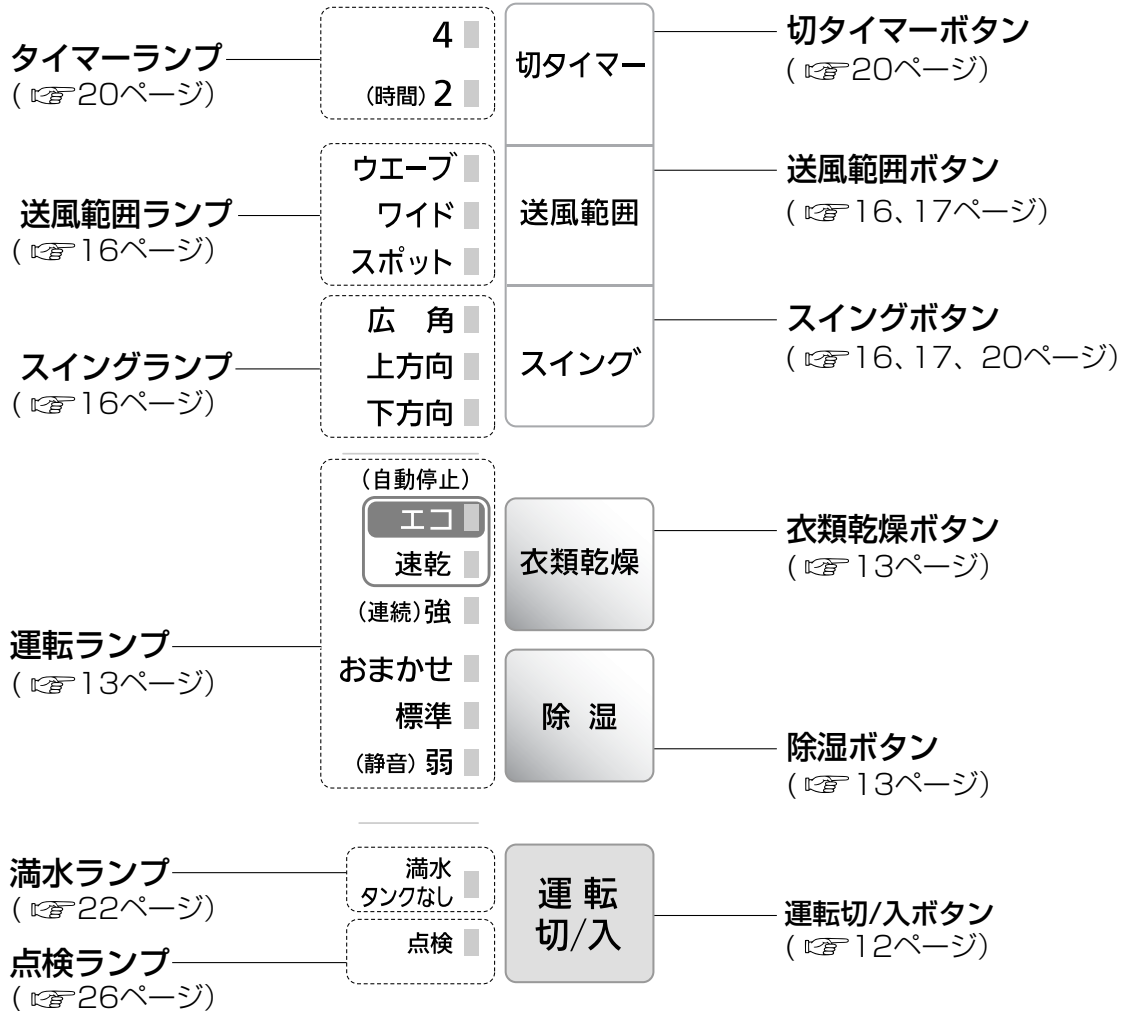 タイマーランプ
(☞20ページ)
4
(時間) 2
切タイマー
切タイマーボタン
(☞20ページ)
送風範囲ランプ
(☞16ページ)
ウエーブ
ワイド
スポット
送風範囲
送風範囲ボタン
(☞16、17ページ)
スイングランプ
(☞16ページ)
広 角
上方向
下方向
スイング
スイングボタン
(☞16、17、20ページ)
運転ランプ
(☞13ページ)
(自動停止)
エコ
速乾
(連続)強
おまかせ
標準
(静音) 弱
衣類乾燥
衣類乾燥ボタン
(☞13ページ)
除 湿
除湿ボタン
(☞13ページ)
満水ランプ
(☞22ページ)
満水
タンクなし
点検ランプ
(☞26ページ)
点検
運 転
切/入
運転切/入ボタン
(☞12ページ)